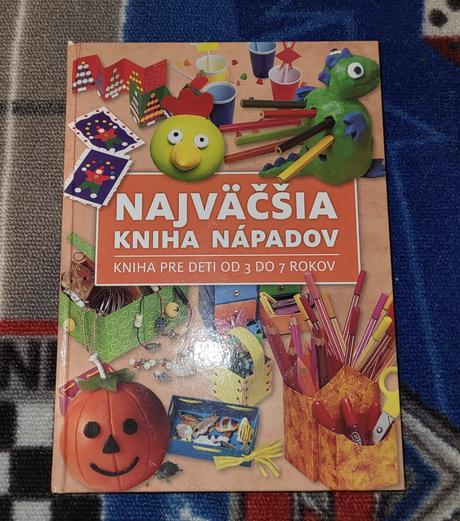 NAJVÄČŠIA
KNIHA NÁPADOV
KNIHA PRE DETI OD 3 DO 7 ROKOV